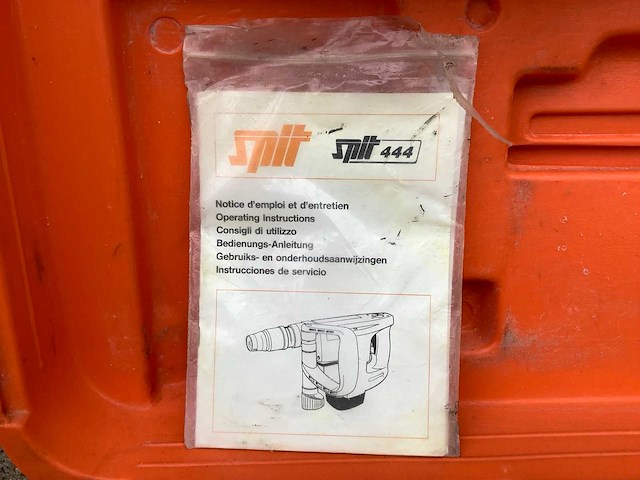 spit
spit 444
Notice d'emploi et d'entretien
Operating Instructions
Consigli di utilizzo
Bedienungs-Anleitung
Gebruiks- en onderhoudsaanwijzingen
Instrucciones de servicio